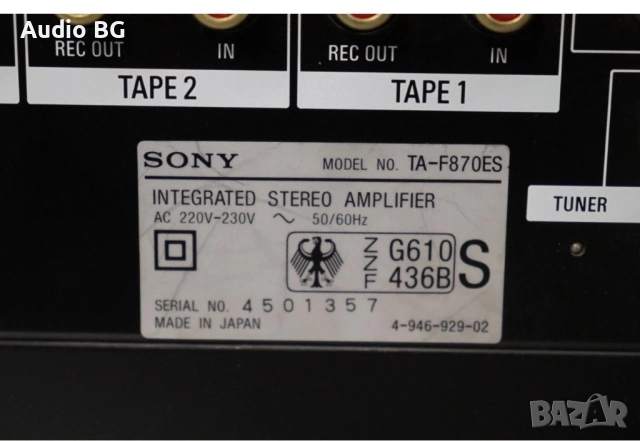 Audio BG
REC OUT IN REC OUT IN
TAPE 2 TAPE 1
SONY MODEL NO. TA-F870ES
INTEGRATED STEREO AMPLIFIER
AC 220V-230V ~ 50/60Hz
TUNER
ZZF G610 S
436B
SERIAL NO. 4501357
MADE IN JAPAN 4-946-929-02
BAZAR